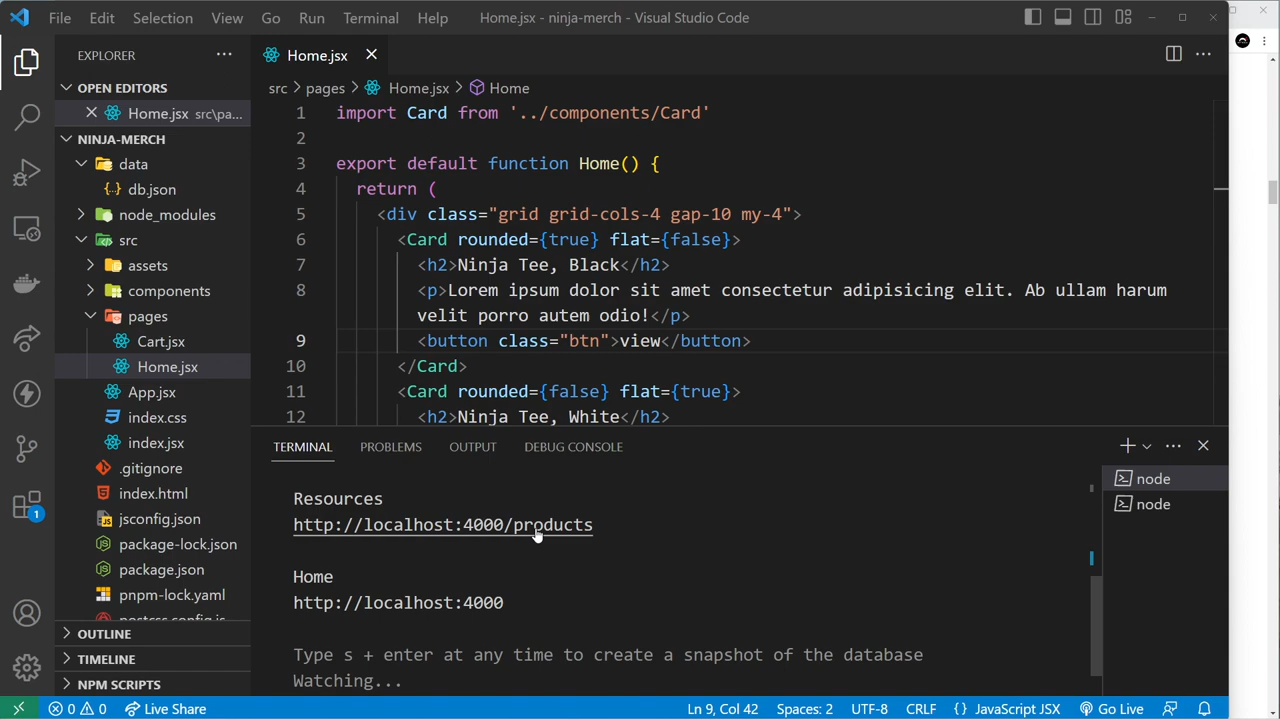 File Edit Selection View Go Run Terminal Help Home.jsx - ninja-merch - Visual Studio Code
EXPLORER
OPEN EDITORS
Home.jsx src\pa...
NINJA-MERCH
data
db.json
node_modules
src
assets
components
pages
Cart.jsx
Home.jsx
App.jsx
index.css
index.jsx
.gitignore
index.html
jsconfig.json
package-lock.json
package.json
pnpm-lock.yaml
postcss.config.js
OUTLINE
TIMELINE
NPM SCRIPTS
Home.jsx
src > pages > Home.jsx > Home
1 import Card from '../components/Card'
2
3 export default function Home() {
4 return (
5 <div class="grid grid-cols-4 gap-10 my-4">
6 <Card rounded={true} flat={false}>
7 <h2>Ninja Tee, Black</h2>
8 <p>Lorem ipsum dolor sit amet consectetur adipisicing elit. Ab ullam harum
velit porro autem odio!</p>
9 <button class="btn">view</button>
10 </Card>
11 <Card rounded={false} flat={true}>
12 <h2>Ninja Tee, White</h2>
TERMINAL PROBLEMS OUTPUT DEBUG CONSOLE
Resources
http://localhost:4000/products
Home
http://localhost:4000
Type s + enter at any time to create a snapshot of the database
Watching...
node
node
1
0 0 Live Share Ln 9, Col 42 Spaces: 2 UTF-8 CRLF {} JavaScript JSX Go Live